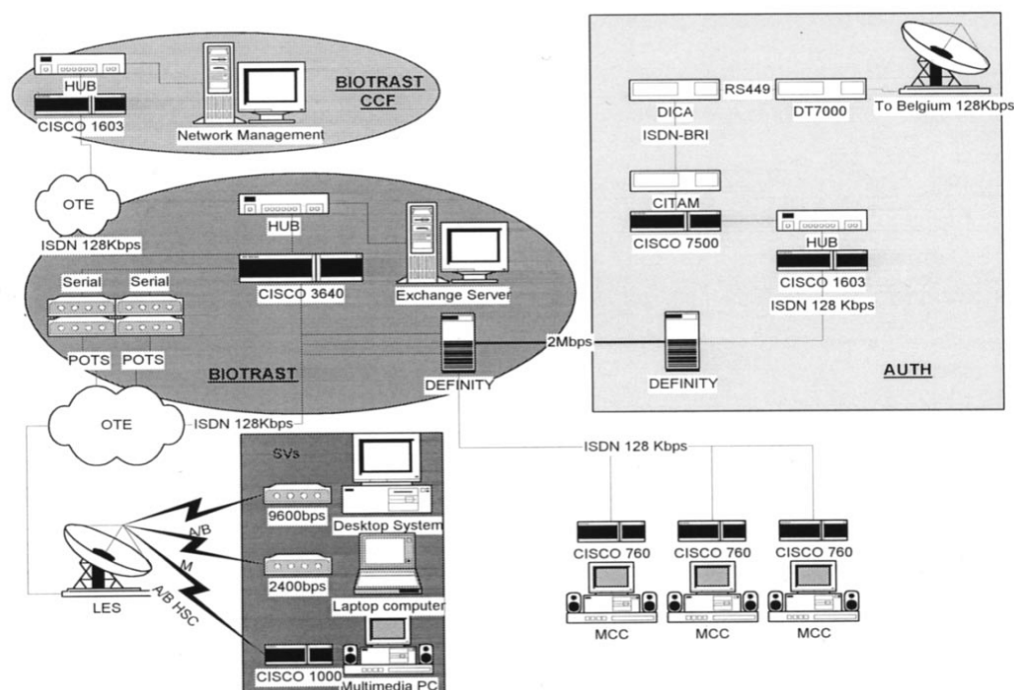 BIOTRAST
CCF
HUB
CISCO 1603
Network Management
OTE
ISDN 128Kbps
HUB
CISCO 3640
Exchange Server
Serial
Serial
POTS
POTS
BIOTRAST
DEFINITY
2Mbps
OTE
ISDN 128Kbps
RS449
DICA
DT7000
To Belgium 128Kbps
ISDN-BRI
CITAM
CISCO 7500
HUB
CISCO 1603
ISDN 128 Kbps
DEFINITY
AUTH
SVs
9600bps
Desktop System
A/B
2400bps
M
Laptop computer
A/B HSC
LES
CISCO 1000
Multimedia PC
ISDN 128 Kbps
CISCO 760
CISCO 760
CISCO 760
MCC
MCC
MCC